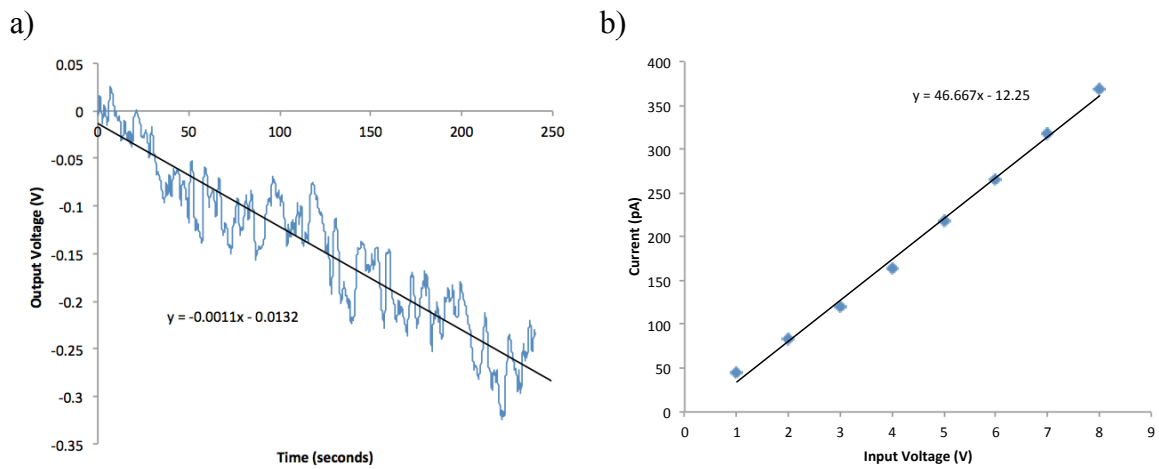 a)
0.05
0
-0.05
-0.1
-0.15
-0.2
-0.25
-0.3
-0.35
0 50 100 150 200 250
Output Voltage (V)
Time (seconds)
y = -0.0011x - 0.0132
b)
400
350
300
250
200
150
100
50
0
0 1 2 3 4 5 6 7 8 9
Current (pA)
Input Voltage (V)
y = 46.667x - 12.25